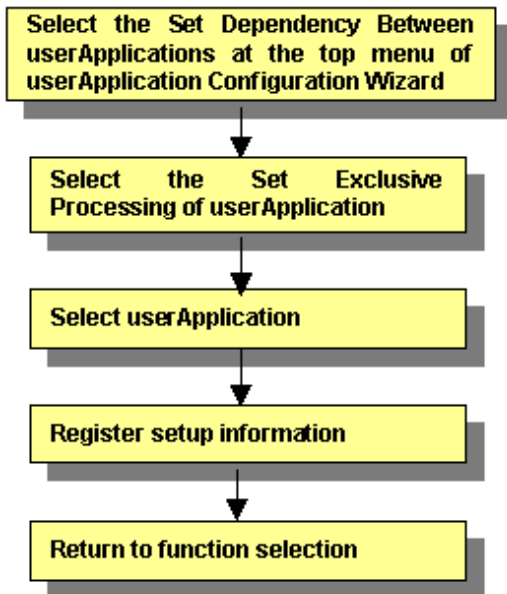 Select the Set Dependency Between
userApplications at the top menu of
userApplication Configuration Wizard
Select the Set Exclusive
Processing of userApplication
Select userApplication
Register setup information
Return to function selection